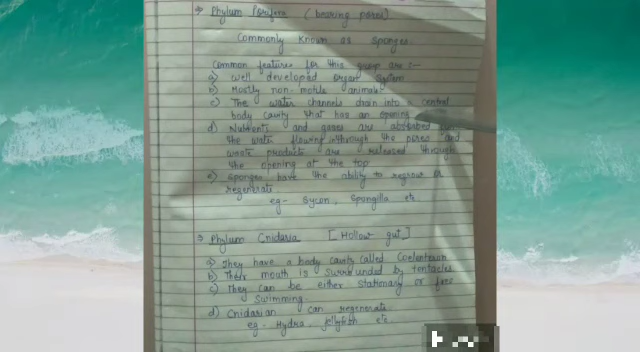 ⇒ Phylum Porifera (bearing pores)
Commonly Known as sponges.
Common features for this group are :-
a) Well developed organ system
b) Mostly non-motile animals
c) The water channels drain into a central
body cavity that has an opening
d) Nutrients and gases are absorbed
the water flowing through the pores and
waste products are released through
the opening at the top
e) Sponges have the ability to regrow or
regenerate
eg- Sycon, Spongilla etc
⇒ Phylum Cnidaria [Hollow gut]
a) They have a body cavity called
b) Their mouth is surrounded by tentacles
c) They can be either stationary or free
swimming.
d) Cnidarian can regenerate
eg- Hydra, jellyfish etc.